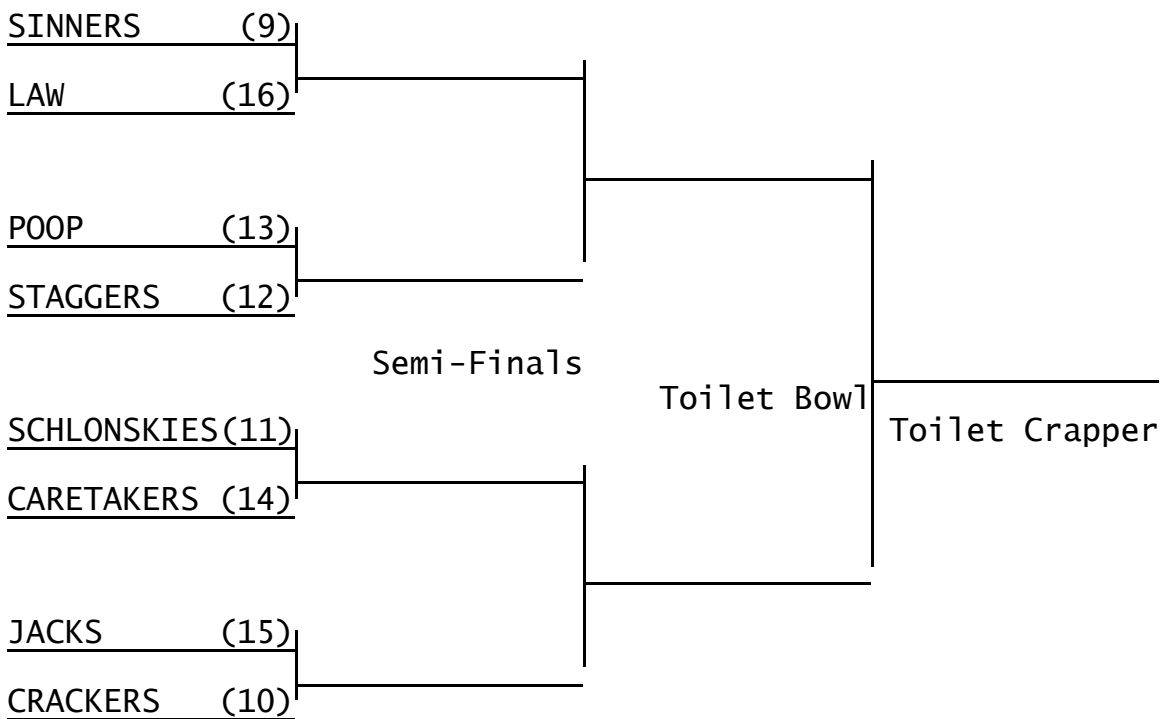 SINNERS (9)
LAW (16)
POOP (13)
STAGGERS (12)
Semi-Finals
Toilet Bowl
SCHLONSKIES(11)
Toilet Crapper
CARETAKERS (14)
JACKS (15)
CRACKERS (10)